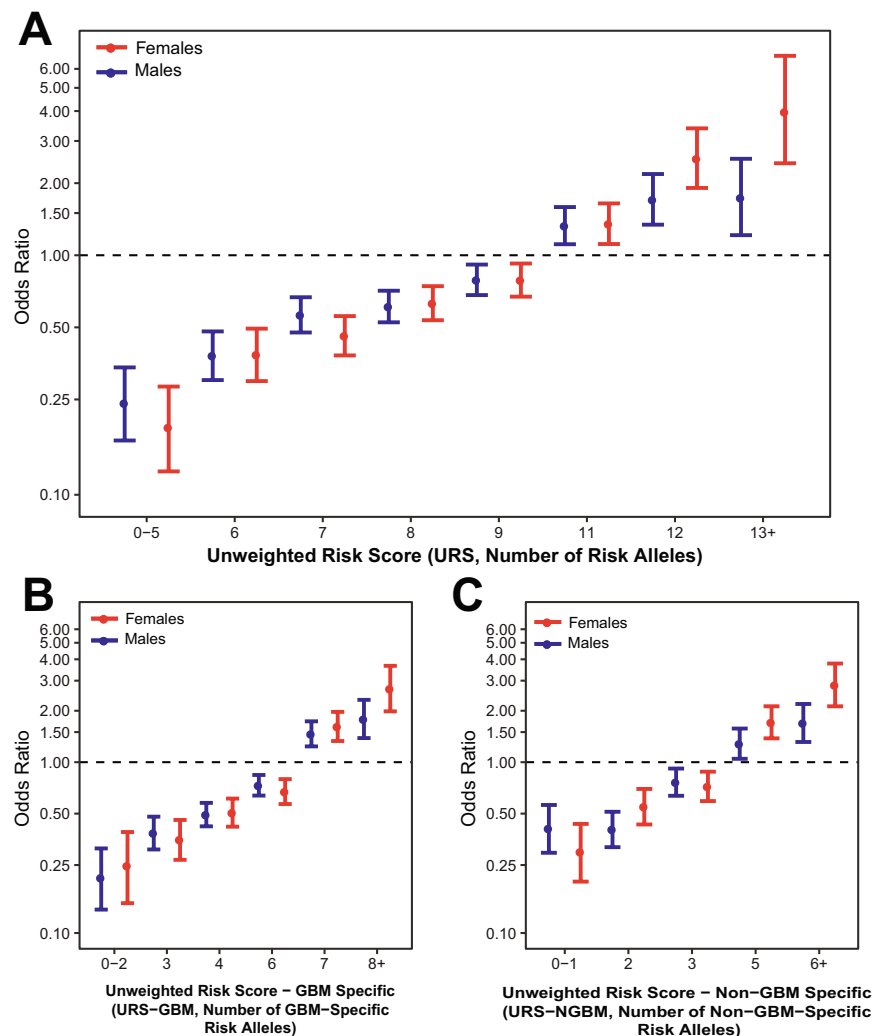 A
Females
Males
6.00
5.00
4.00
3.00
2.00
1.50
1.00
0.50
0.25
0.10
Odds Ratio
0−5 6 7 8 9 11 12 13+
Unweighted Risk Score (URS, Number of Risk Alleles)
B
Females
Males
6.00
5.00
4.00
3.00
2.00
1.50
1.00
0.50
0.25
0.10
Odds Ratio
0−2 3 4 6 7 8+
Unweighted Risk Score − GBM Specific
(URS−GBM, Number of GBM−Specific
Risk Alleles)
C
Females
Males
6.00
5.00
4.00
3.00
2.00
1.50
1.00
0.50
0.25
0.10
Odds Ratio
0−1 2 3 5 6+
Unweighted Risk Score − Non−GBM Specific
(URS−NGBM, Number of Non−GBM−Specific
Risk Alleles)